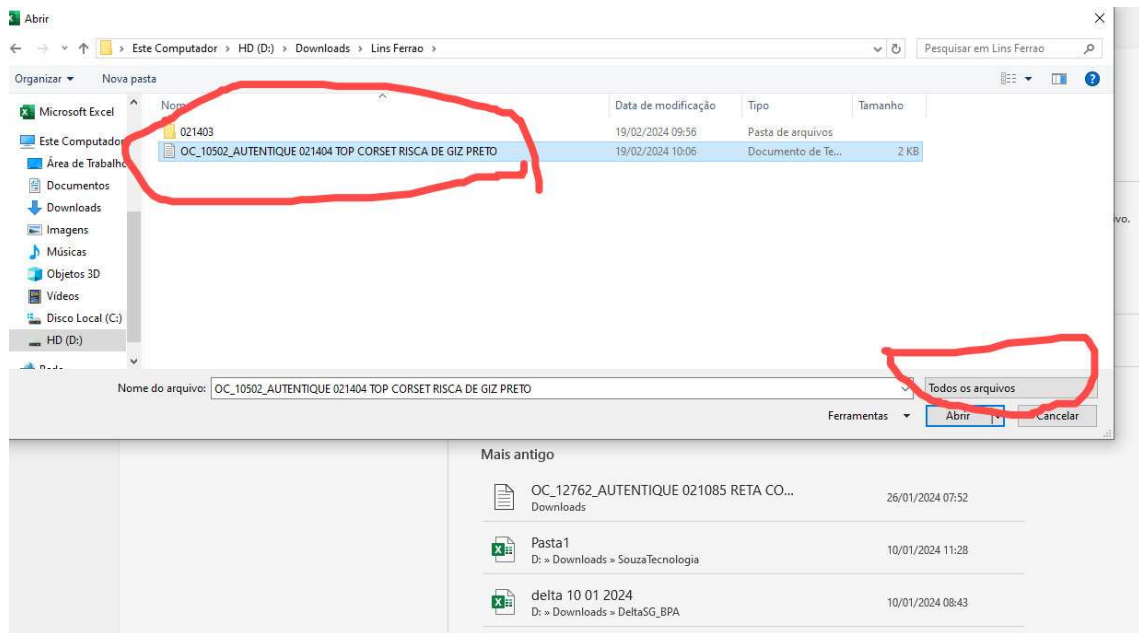 Abrir
Este Computador > HD (D:) > Downloads > Lins Ferrao >
Pesquisar em Lins Ferrao
Organizar
Nova pasta
Nom
Data de modificação
Tipo
Tamanho
Microsoft Excel
Este Computador
Área de Trabalho
Documentos
Downloads
Imagens
Músicas
Objetos 3D
Vídeos
Disco Local (C:)
HD (D:)
021403
19/02/2024 09:56
Pasta de arquivos
OC_10502_AUTENTIQUE 021404 TOP CORSET RISCA DE GIZ PRETO
19/02/2024 10:06
Documento de Te...
2 KB
ivo.
Nome do arquivo:
OC_10502_AUTENTIQUE 021404 TOP CORSET RISCA DE GIZ PRETO
Todos os arquivos
Ferramentas
Abrir
Cancelar
Mais antigo
OC_12762_AUTENTIQUE 021085 RETA CO...
Downloads
26/01/2024 07:52
Pasta1
D: » Downloads » SouzaTecnologia
10/01/2024 11:28
delta 10 01 2024
D: » Downloads » DeltaSG_BPA
10/01/2024 08:43